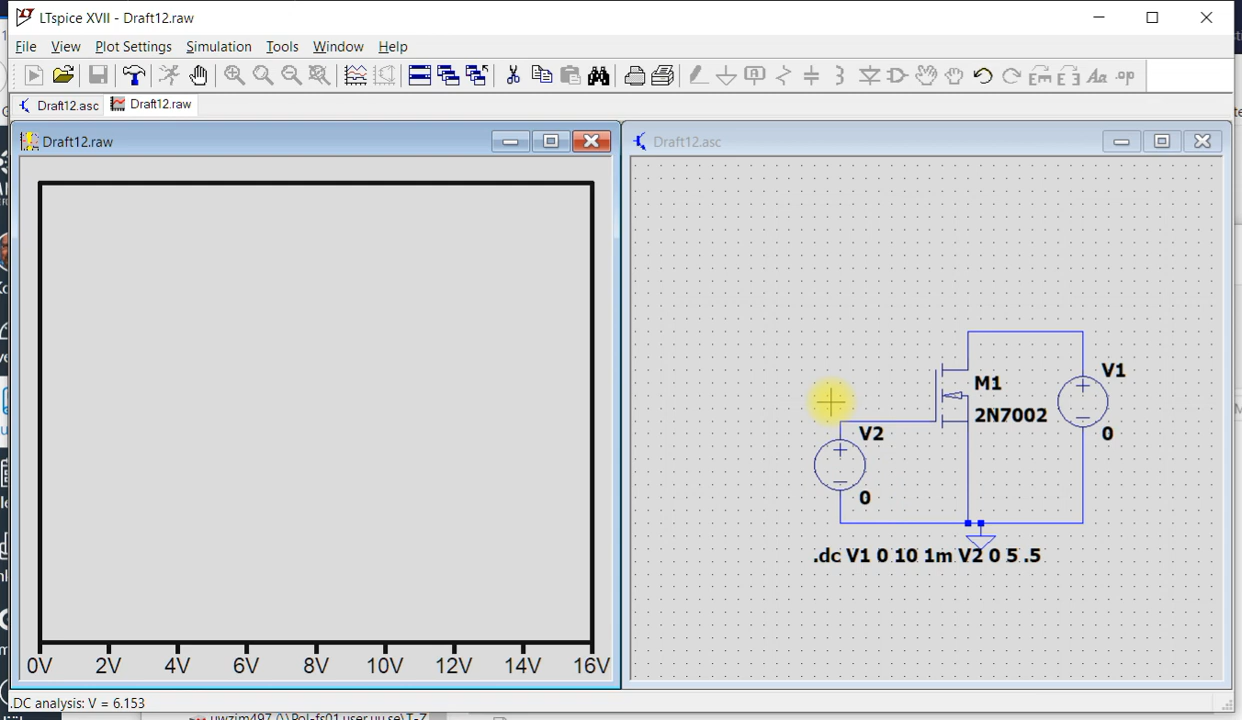 LTspice XVII - Draft12.raw
File View Plot Settings Simulation Tools Window Help
Draft12.asc Draft12.raw
Draft12.raw
Draft12.asc
V1
M1
2N7002
V2
0
0
.dc V1 0 10 1m V2 0 5 .5
0V 2V 4V 6V 8V 10V 12V 14V 16V
.DC analysis: V = 6.153